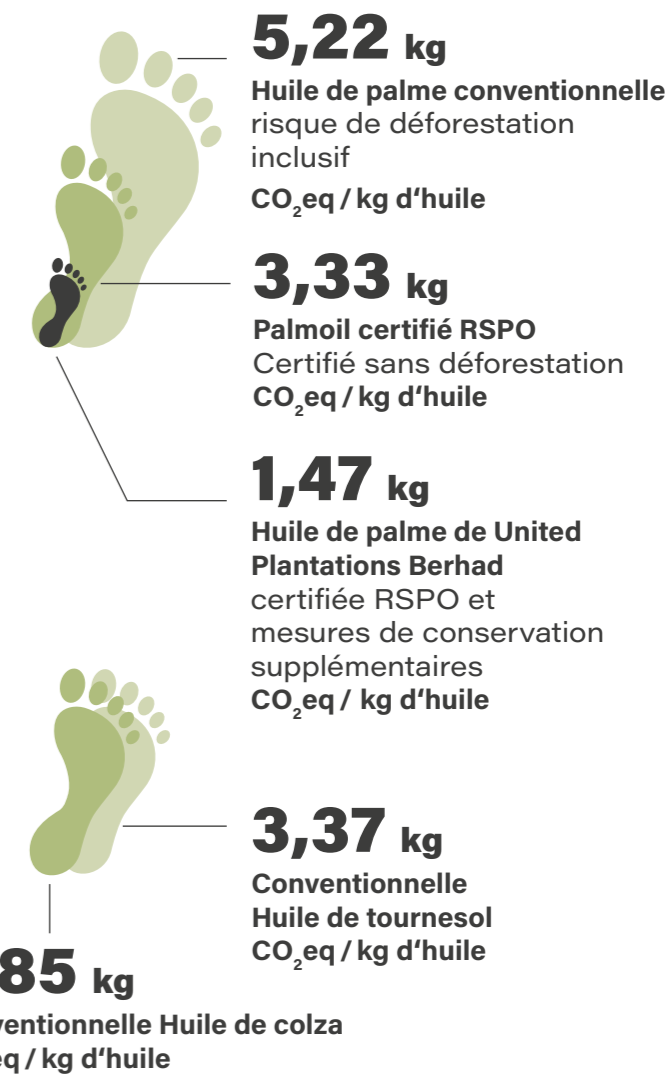 5,22 kg
Huile de palme conventionnelle
risque de déforestation
inclusif
CO₂eq / kg d‘huile
3,33 kg
Palmoil certifié RSPO
Certifié sans déforestation
CO₂eq / kg d‘huile
1,47 kg
Huile de palme de United
Plantations Berhad
certifiée RSPO et
mesures de conservation
supplémentaires
CO₂eq / kg d‘huile
3,37 kg
Conventionnelle
Huile de tournesol
CO₂eq / kg d‘huile
85 kg
ventionnelle Huile de colza
eq / kg d‘huile